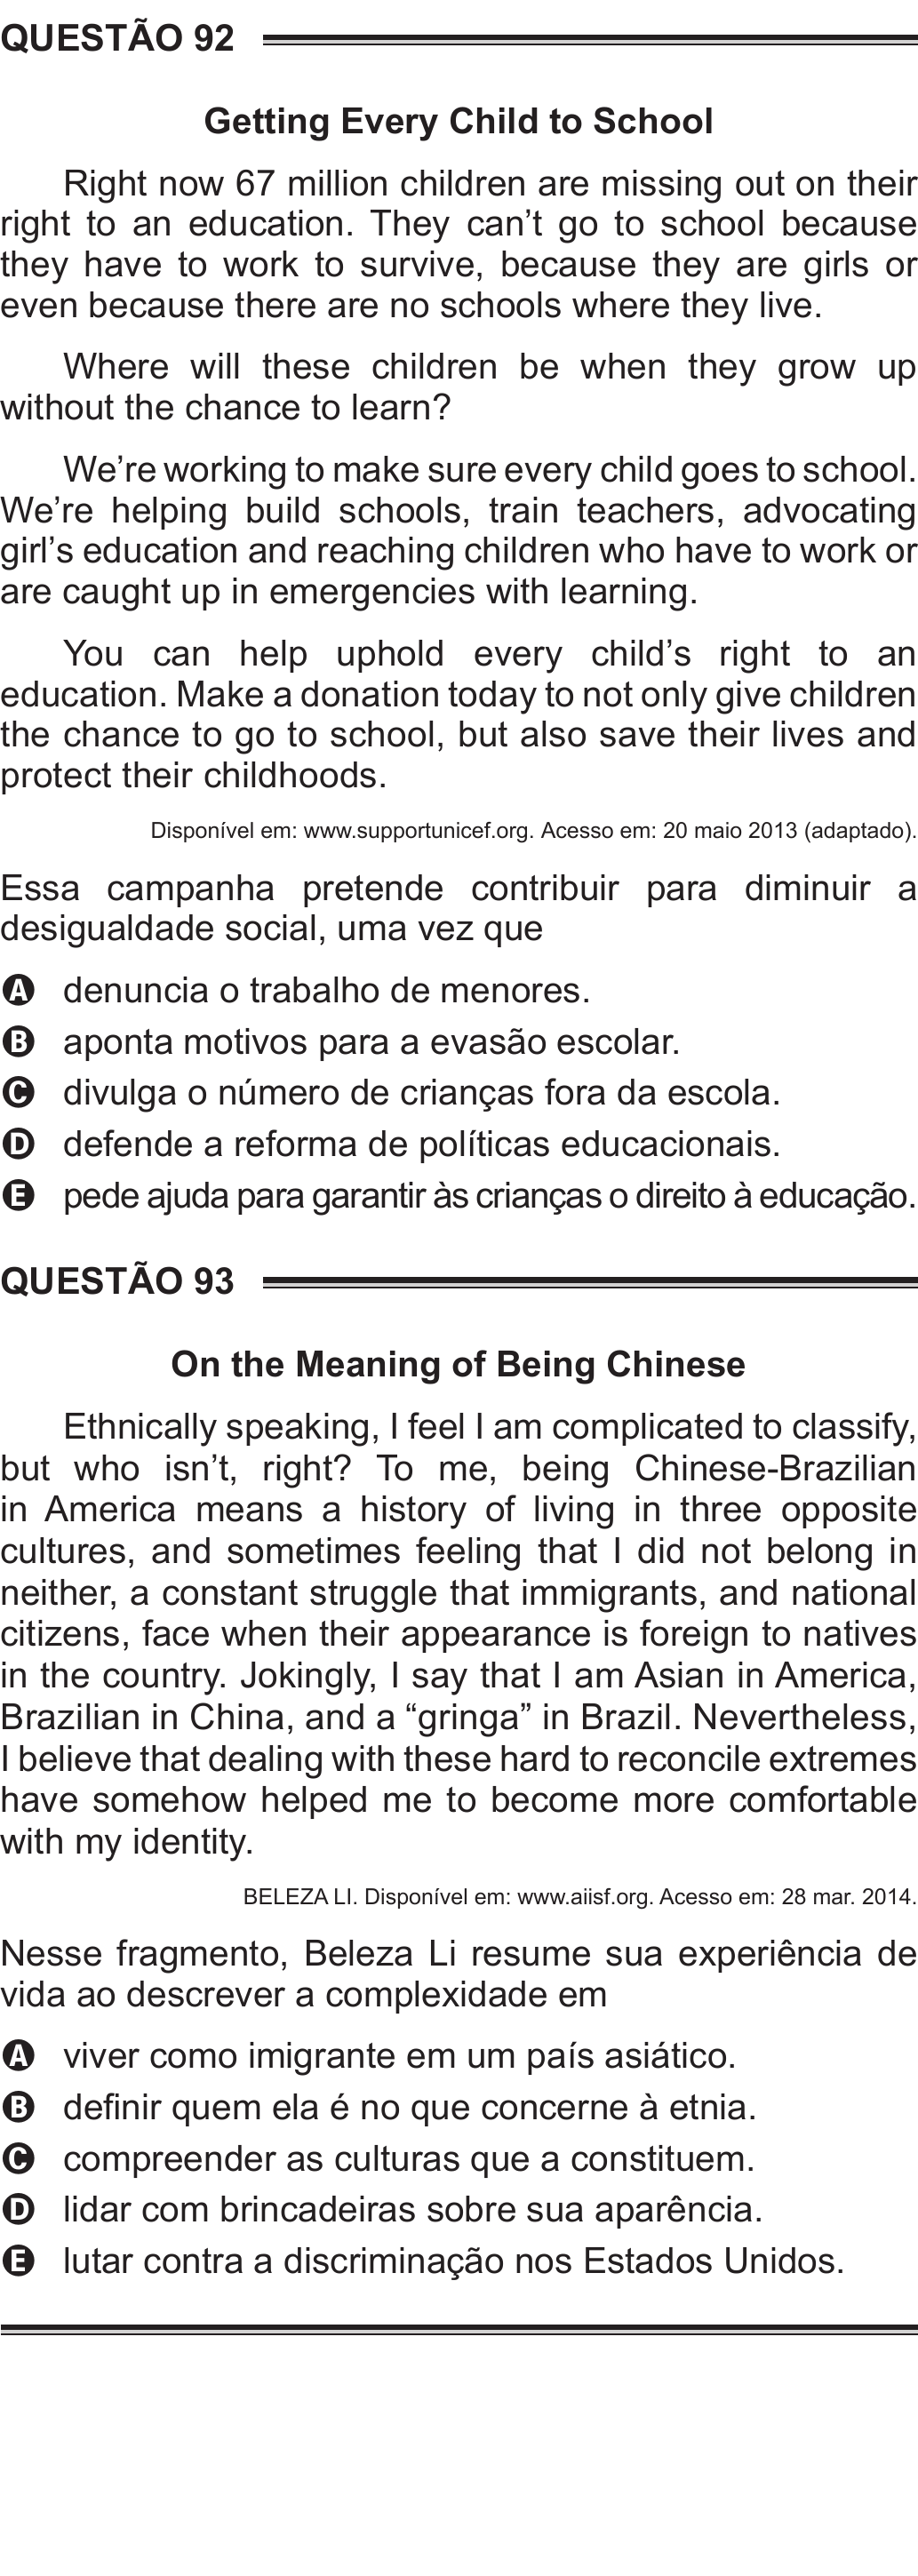 QUESTÃO 92
Getting Every Child to School
Right now 67 million children are missing out on their
right to an education. They can’t go to school because
they have to work to survive, because they are girls or
even because there are no schools where they live.
Where will these children be when they grow up
without the chance to learn?
We’re working to make sure every child goes to school.
We’re helping build schools, train teachers, advocating
girl’s education and reaching children who have to work or
are caught up in emergencies with learning.
You can help uphold every child’s right to an
education. Make a donation today to not only give children
the chance to go to school, but also save their lives and
protect their childhoods.
Disponível em: www.supportunicef.org. Acesso em: 20 maio 2013 (adaptado).
Essa campanha pretende contribuir para diminuir a
desigualdade social, uma vez que
A denuncia o trabalho de menores.
B aponta motivos para a evasão escolar.
C divulga o número de crianças fora da escola.
D defende a reforma de políticas educacionais.
E pede ajuda para garantir às crianças o direito à educação.
QUESTÃO 93
On the Meaning of Being Chinese
Ethnically speaking, I feel I am complicated to classify,
but who isn’t, right? To me, being Chinese-Brazilian
in America means a history of living in three opposite
cultures, and sometimes feeling that I did not belong in
neither, a constant struggle that immigrants, and national
citizens, face when their appearance is foreign to natives
in the country. Jokingly, I say that I am Asian in America,
Brazilian in China, and a “gringa” in Brazil. Nevertheless,
I believe that dealing with these hard to reconcile extremes
have somehow helped me to become more comfortable
with my identity.
BELEZA LI. Disponível em: www.aiisf.org. Acesso em: 28 mar. 2014.
Nesse fragmento, Beleza Li resume sua experiência de
vida ao descrever a complexidade em
A viver como imigrante em um país asiático.
B definir quem ela é no que concerne à etnia.
C compreender as culturas que a constituem.
D lidar com brincadeiras sobre sua aparência.
E lutar contra a discriminação nos Estados Unidos.